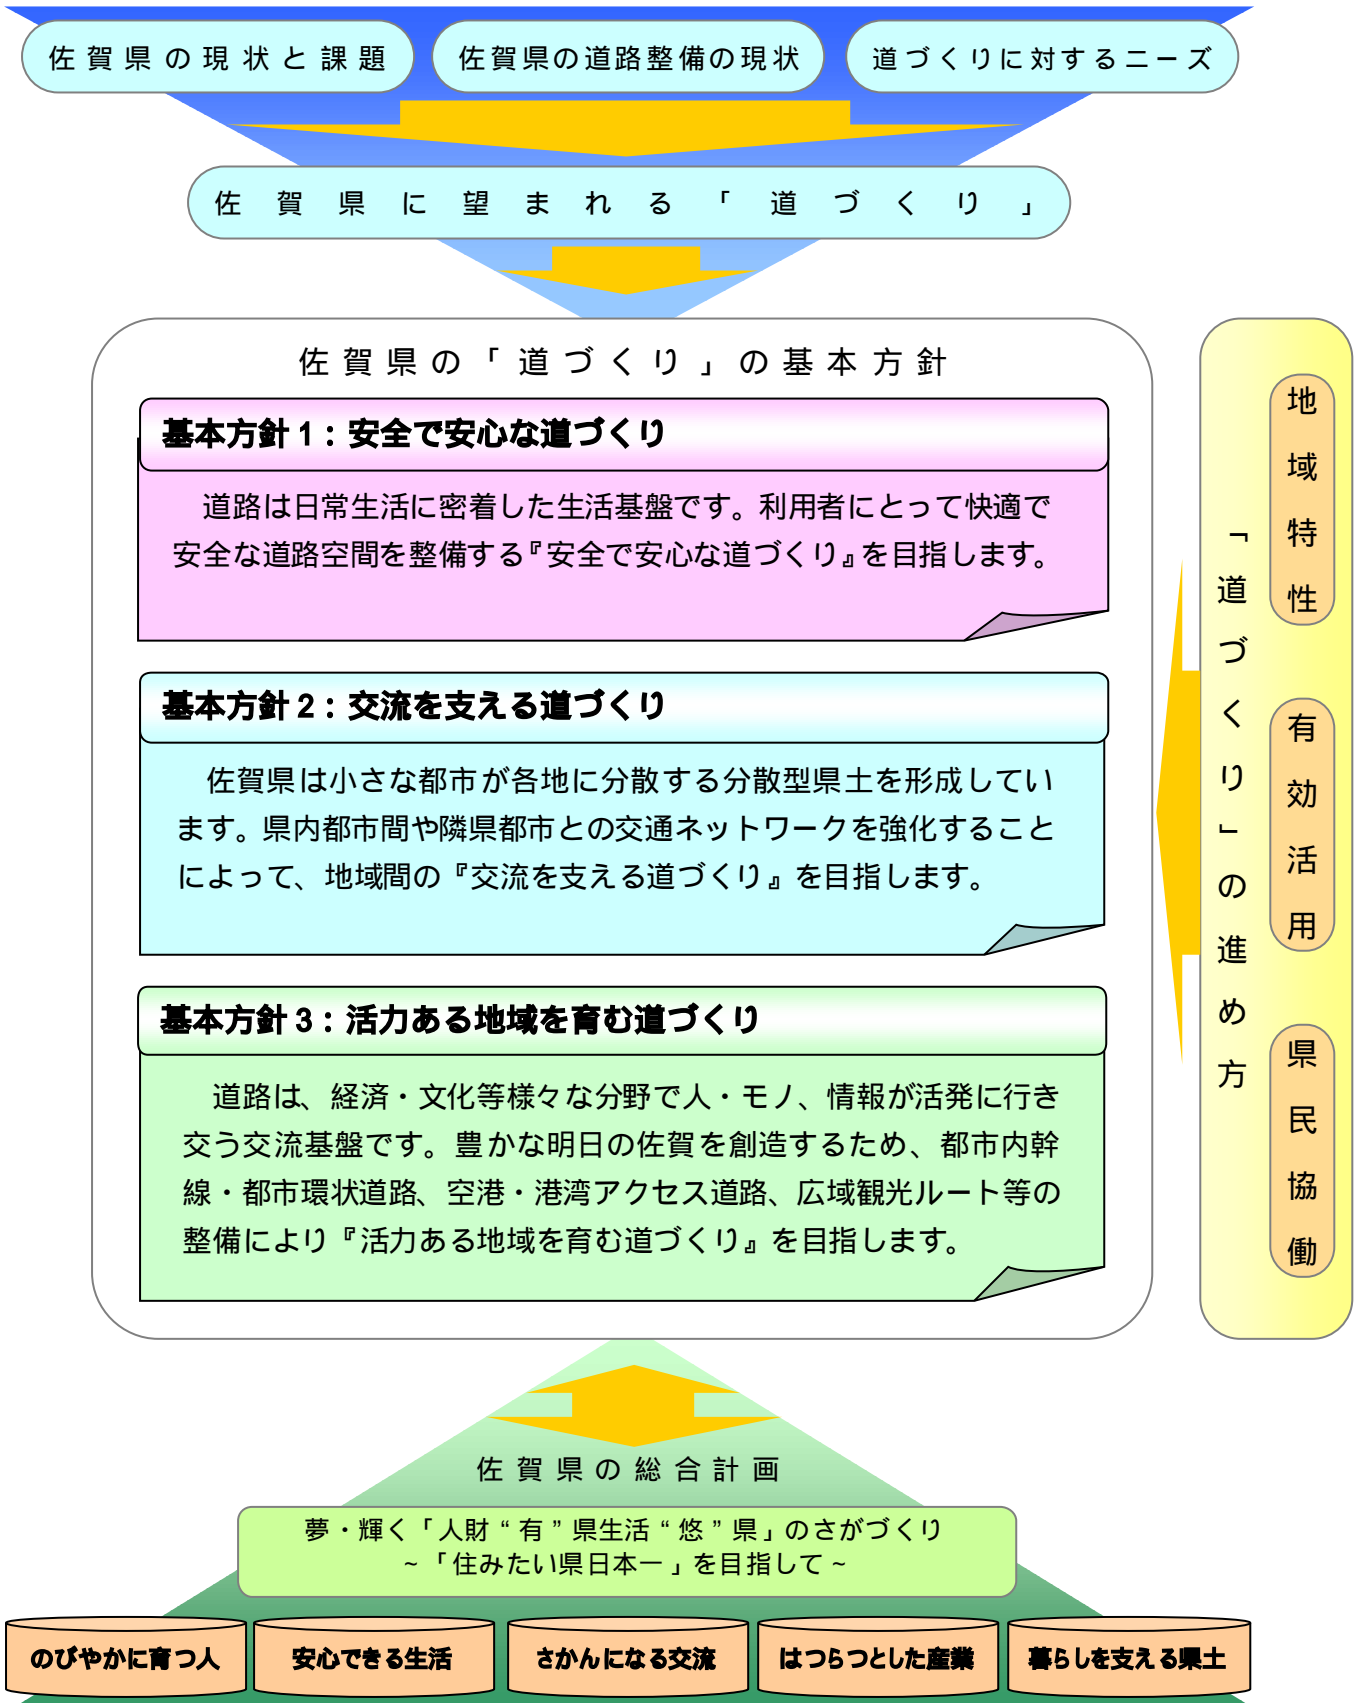 佐賀県の現状と課題
佐賀県の道路整備の現状
道づくりに対するニーズ
佐賀県に望まれる「道づくり」
佐賀県の「道づくり」の基本方針
基本方針1：安全で安心な道づくり
道路は日常生活に密着した生活基盤です。利用者にとって快適で
安全な道路空間を整備する『安全で安心な道づくり』を目指します。
基本方針2：交流を支える道づくり
佐賀県は小さな都市が各地に分散する分散型県土を形成してい
ます。県内都市間や隣県都市との交通ネットワークを強化すること
によって、地域間の『交流を支える道づくり』を目指します。
基本方針3：活力ある地域を育む道づくり
道路は、経済・文化等様々な分野で人・モノ、情報が活発に行き
交う交流基盤です。豊かな明日の佐賀を創造するため、都市内幹
線・都市環状道路、空港・港湾アクセス道路、広域観光ルート等の
整備により『活力ある地域を育む道づくり』を目指します。
「道づくり」の進め方
地域特性
有効活用
県民協働
佐賀県の総合計画
夢・輝く「人財“有”県生活“悠”県」のさがづくり
~「住みたい県日本一」を目指して~
のびやかに育つ人
安心できる生活
さかんになる交流
はつらつとした産業
暮らしを支える県土